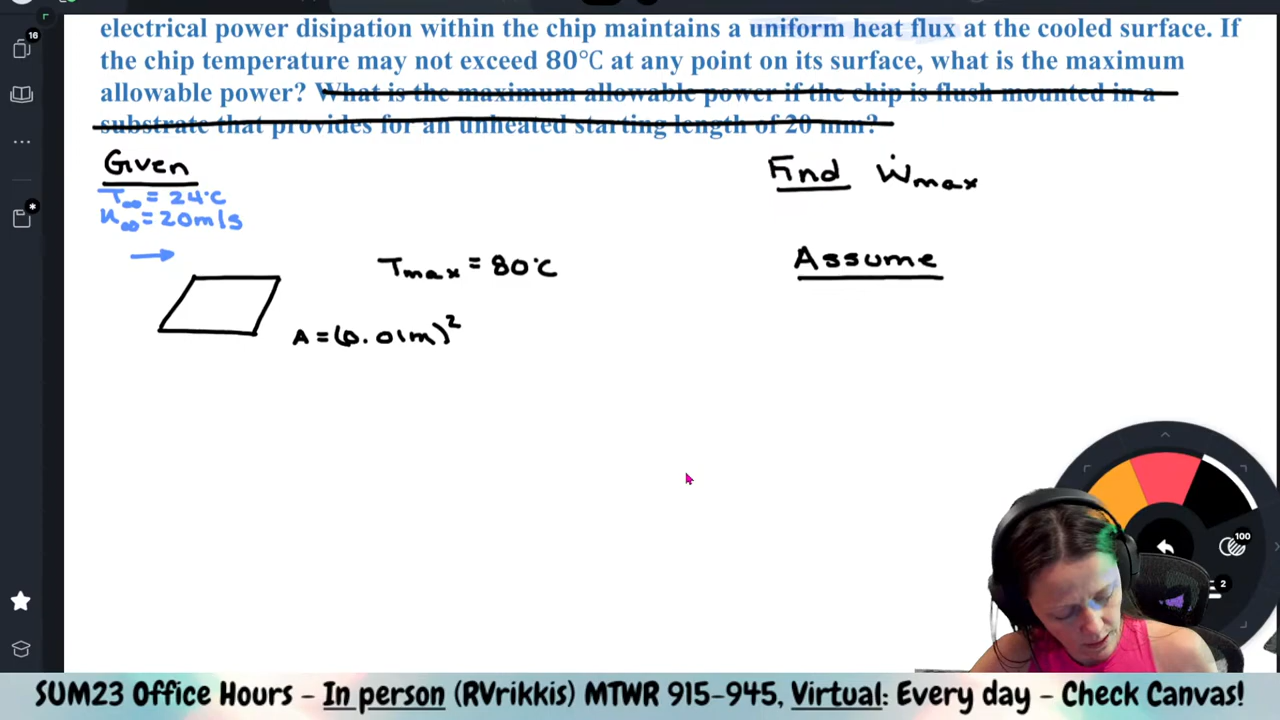 16
electrical power disipation within the chip maintains a uniform heat flux at the cooled surface. If
the chip temperature may not exceed 80°C at any point on its surface, what is the maximum
allowable power? What is the maximum allowable power if the chip is flush mounted in a
substrate that provides for an unheated starting length of 20 mm?
Given
Find Ẇmax
T∞ = 24°C
u∞ = 20m/s
Assume
Tmax = 80°C
A = (0.01m)²
100
2
SUM23 Office Hours – In person (RVrikkis) MTWR 915-945, Virtual: Every day – Check Canvas!